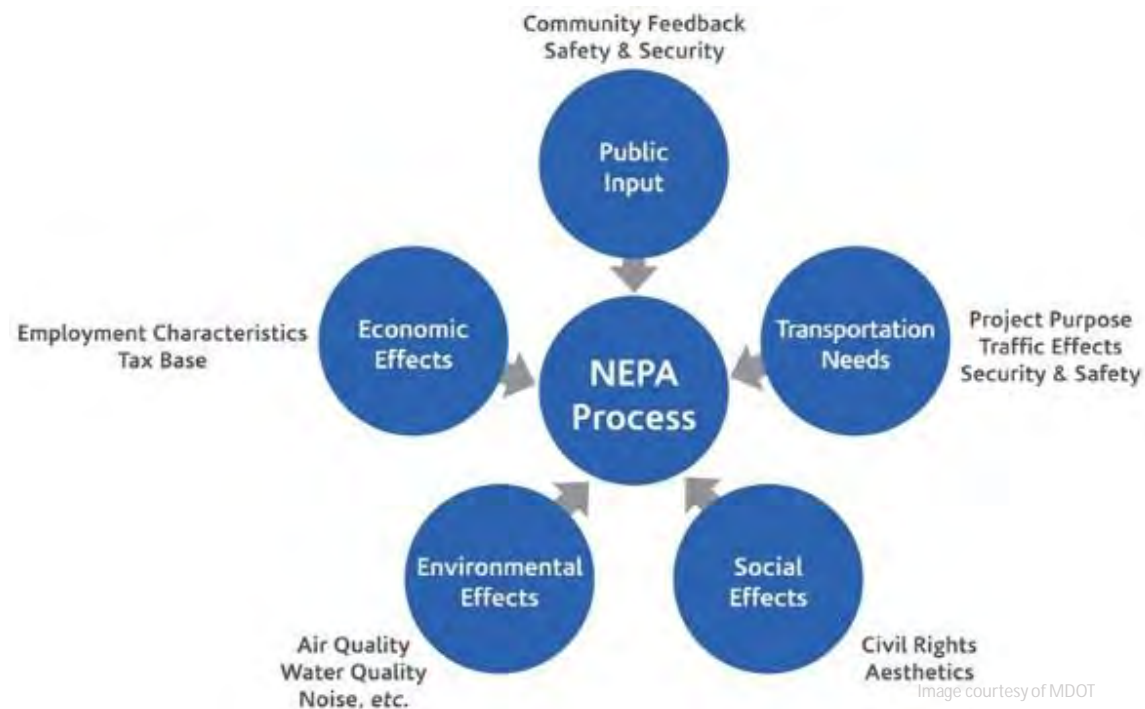 Community Feedback
Safety & Security
Public
Input
Employment Characteristics
Tax Base
Economic
Effects
NEPA
Process
Transportation
Needs
Project Purpose
Traffic Effects
Security & Safety
Environmental
Effects
Social
Effects
Air Quality
Water Quality
Noise, etc.
Civil Rights
Aesthetics
Image courtesy of MDOT